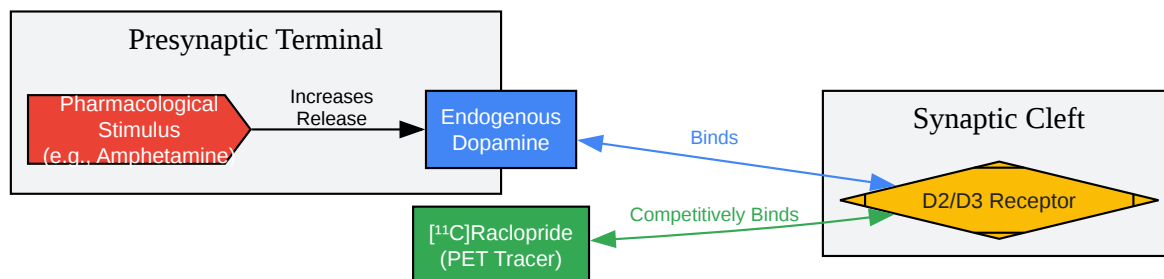 Presynaptic Terminal
Pharmacological
Stimulus
(e.g., Amphetamine)
Increases
Release
Endogenous
Dopamine
Binds
Synaptic Cleft
D2/D3 Receptor
Competitively Binds
[¹¹C]Raclopride
(PET Tracer)